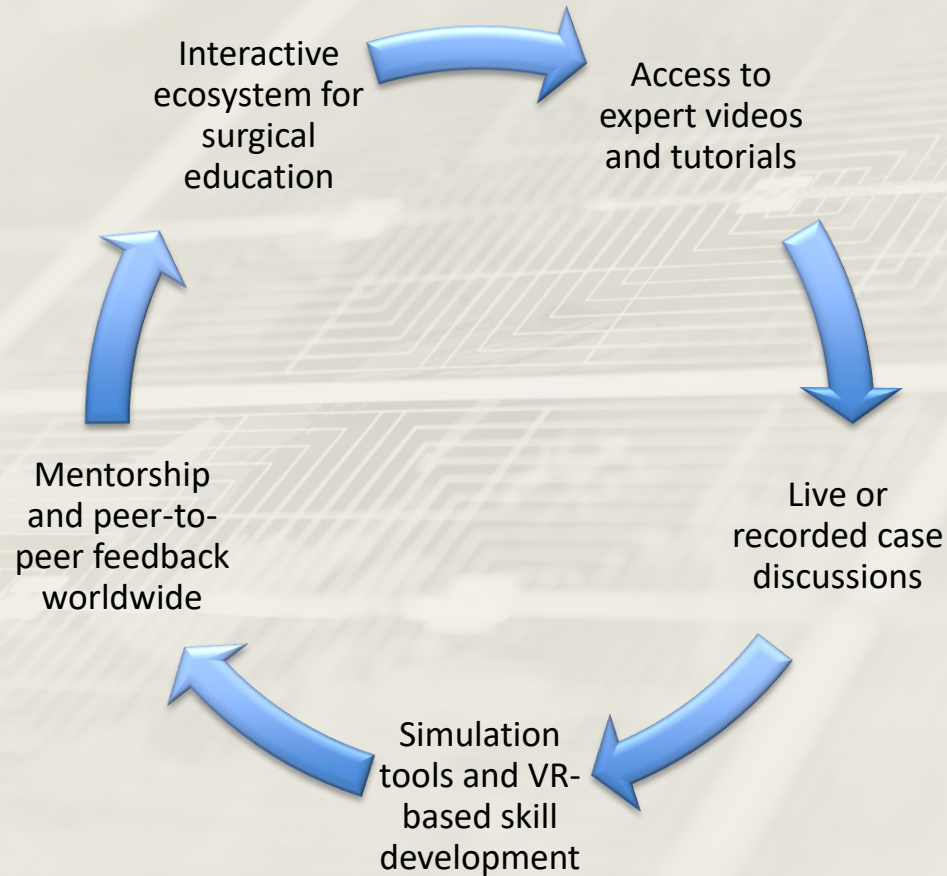 Interactive
ecosystem for
surgical
education
Access to
expert videos
and tutorials
Live or
recorded case
discussions
Simulation
tools and VR-
based skill
development
Mentorship
and peer-to-
peer feedback
worldwide